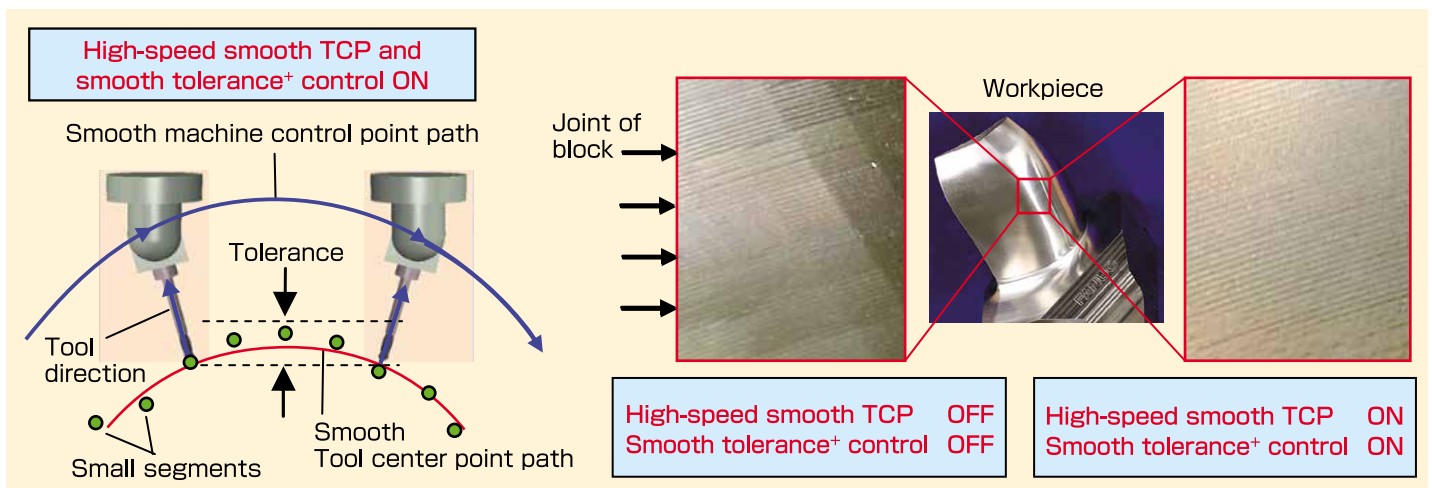 High-speed smooth TCP and
smooth tolerance⁺ control ON
Smooth machine control point path
Tolerance
Tool
direction
Small segments
Smooth
Tool center point path
Joint of
block
Workpiece
FANUC
High-speed smooth TCP OFF
Smooth tolerance⁺ control OFF
High-speed smooth TCP ON
Smooth tolerance⁺ control ON